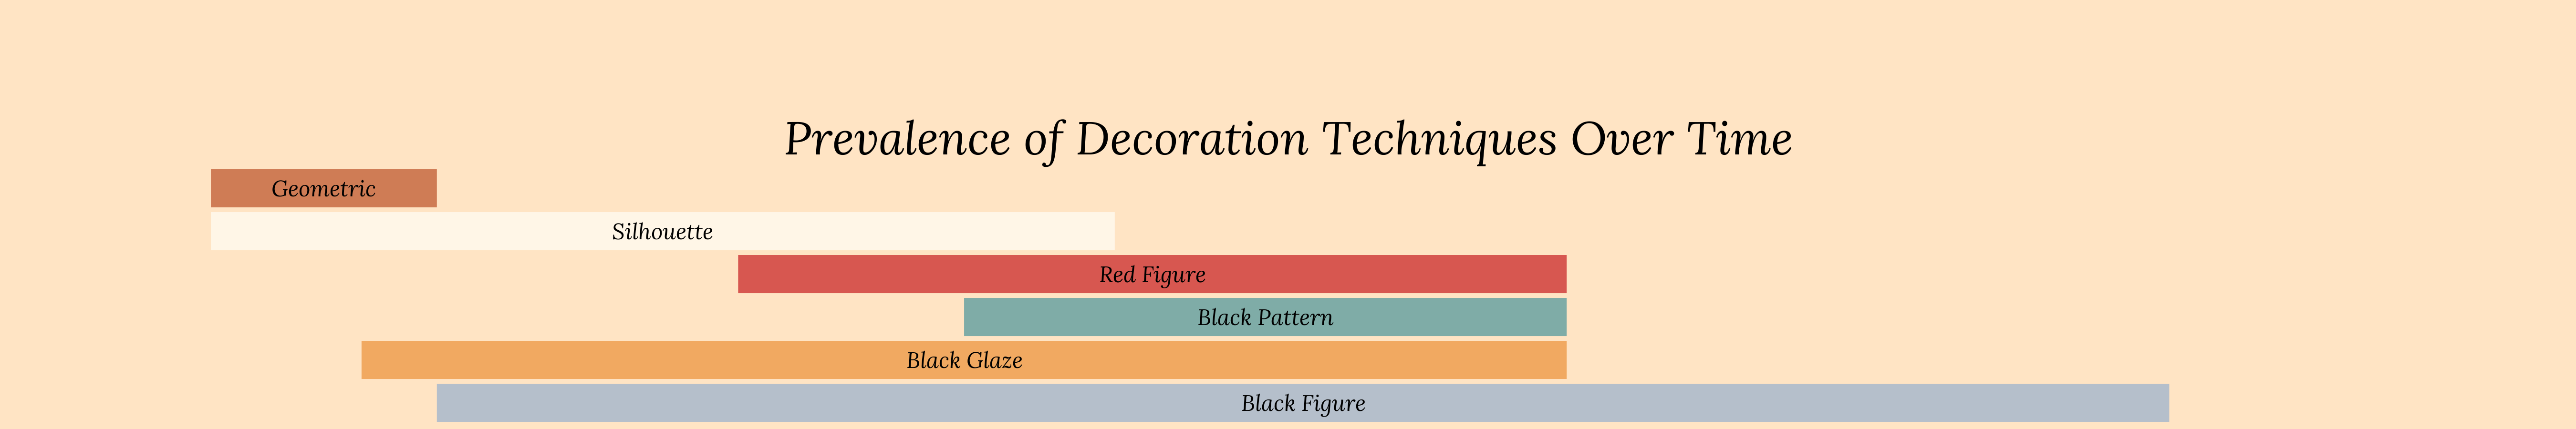 Prevalence of Decoration Techniques Over Time
Geometric
Silhouette
Red Figure
Black Pattern
Black Glaze
Black Figure